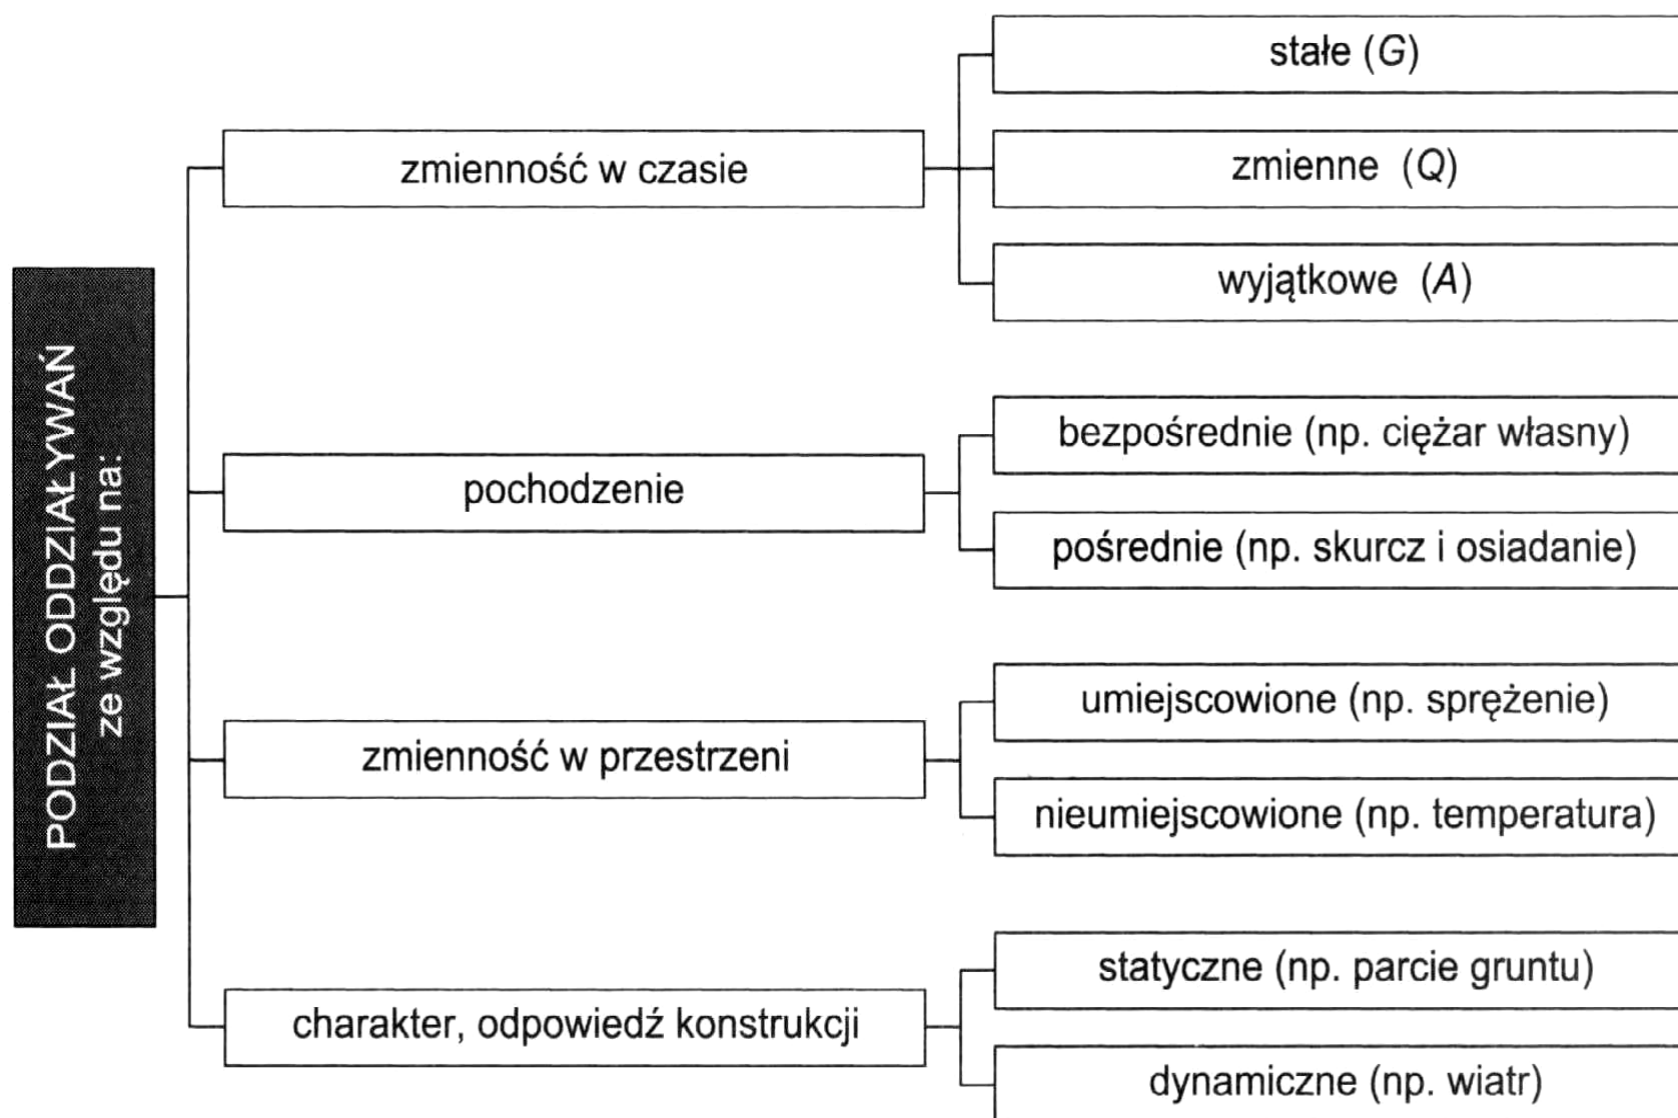 PODZIAŁ ODDZIAŁYWAŃ
ze względu na:
zmienność w czasie
stałe (G)
zmienne (Q)
wyjątkowe (A)
pochodzenie
bezpośrednie (np. ciężar własny)
pośrednie (np. skurcz i osiadanie)
zmienność w przestrzeni
umiejscowione (np. sprężenie)
nieumiejscowione (np. temperatura)
charakter, odpowiedź konstrukcji
statyczne (np. parcie gruntu)
dynamiczne (np. wiatr)